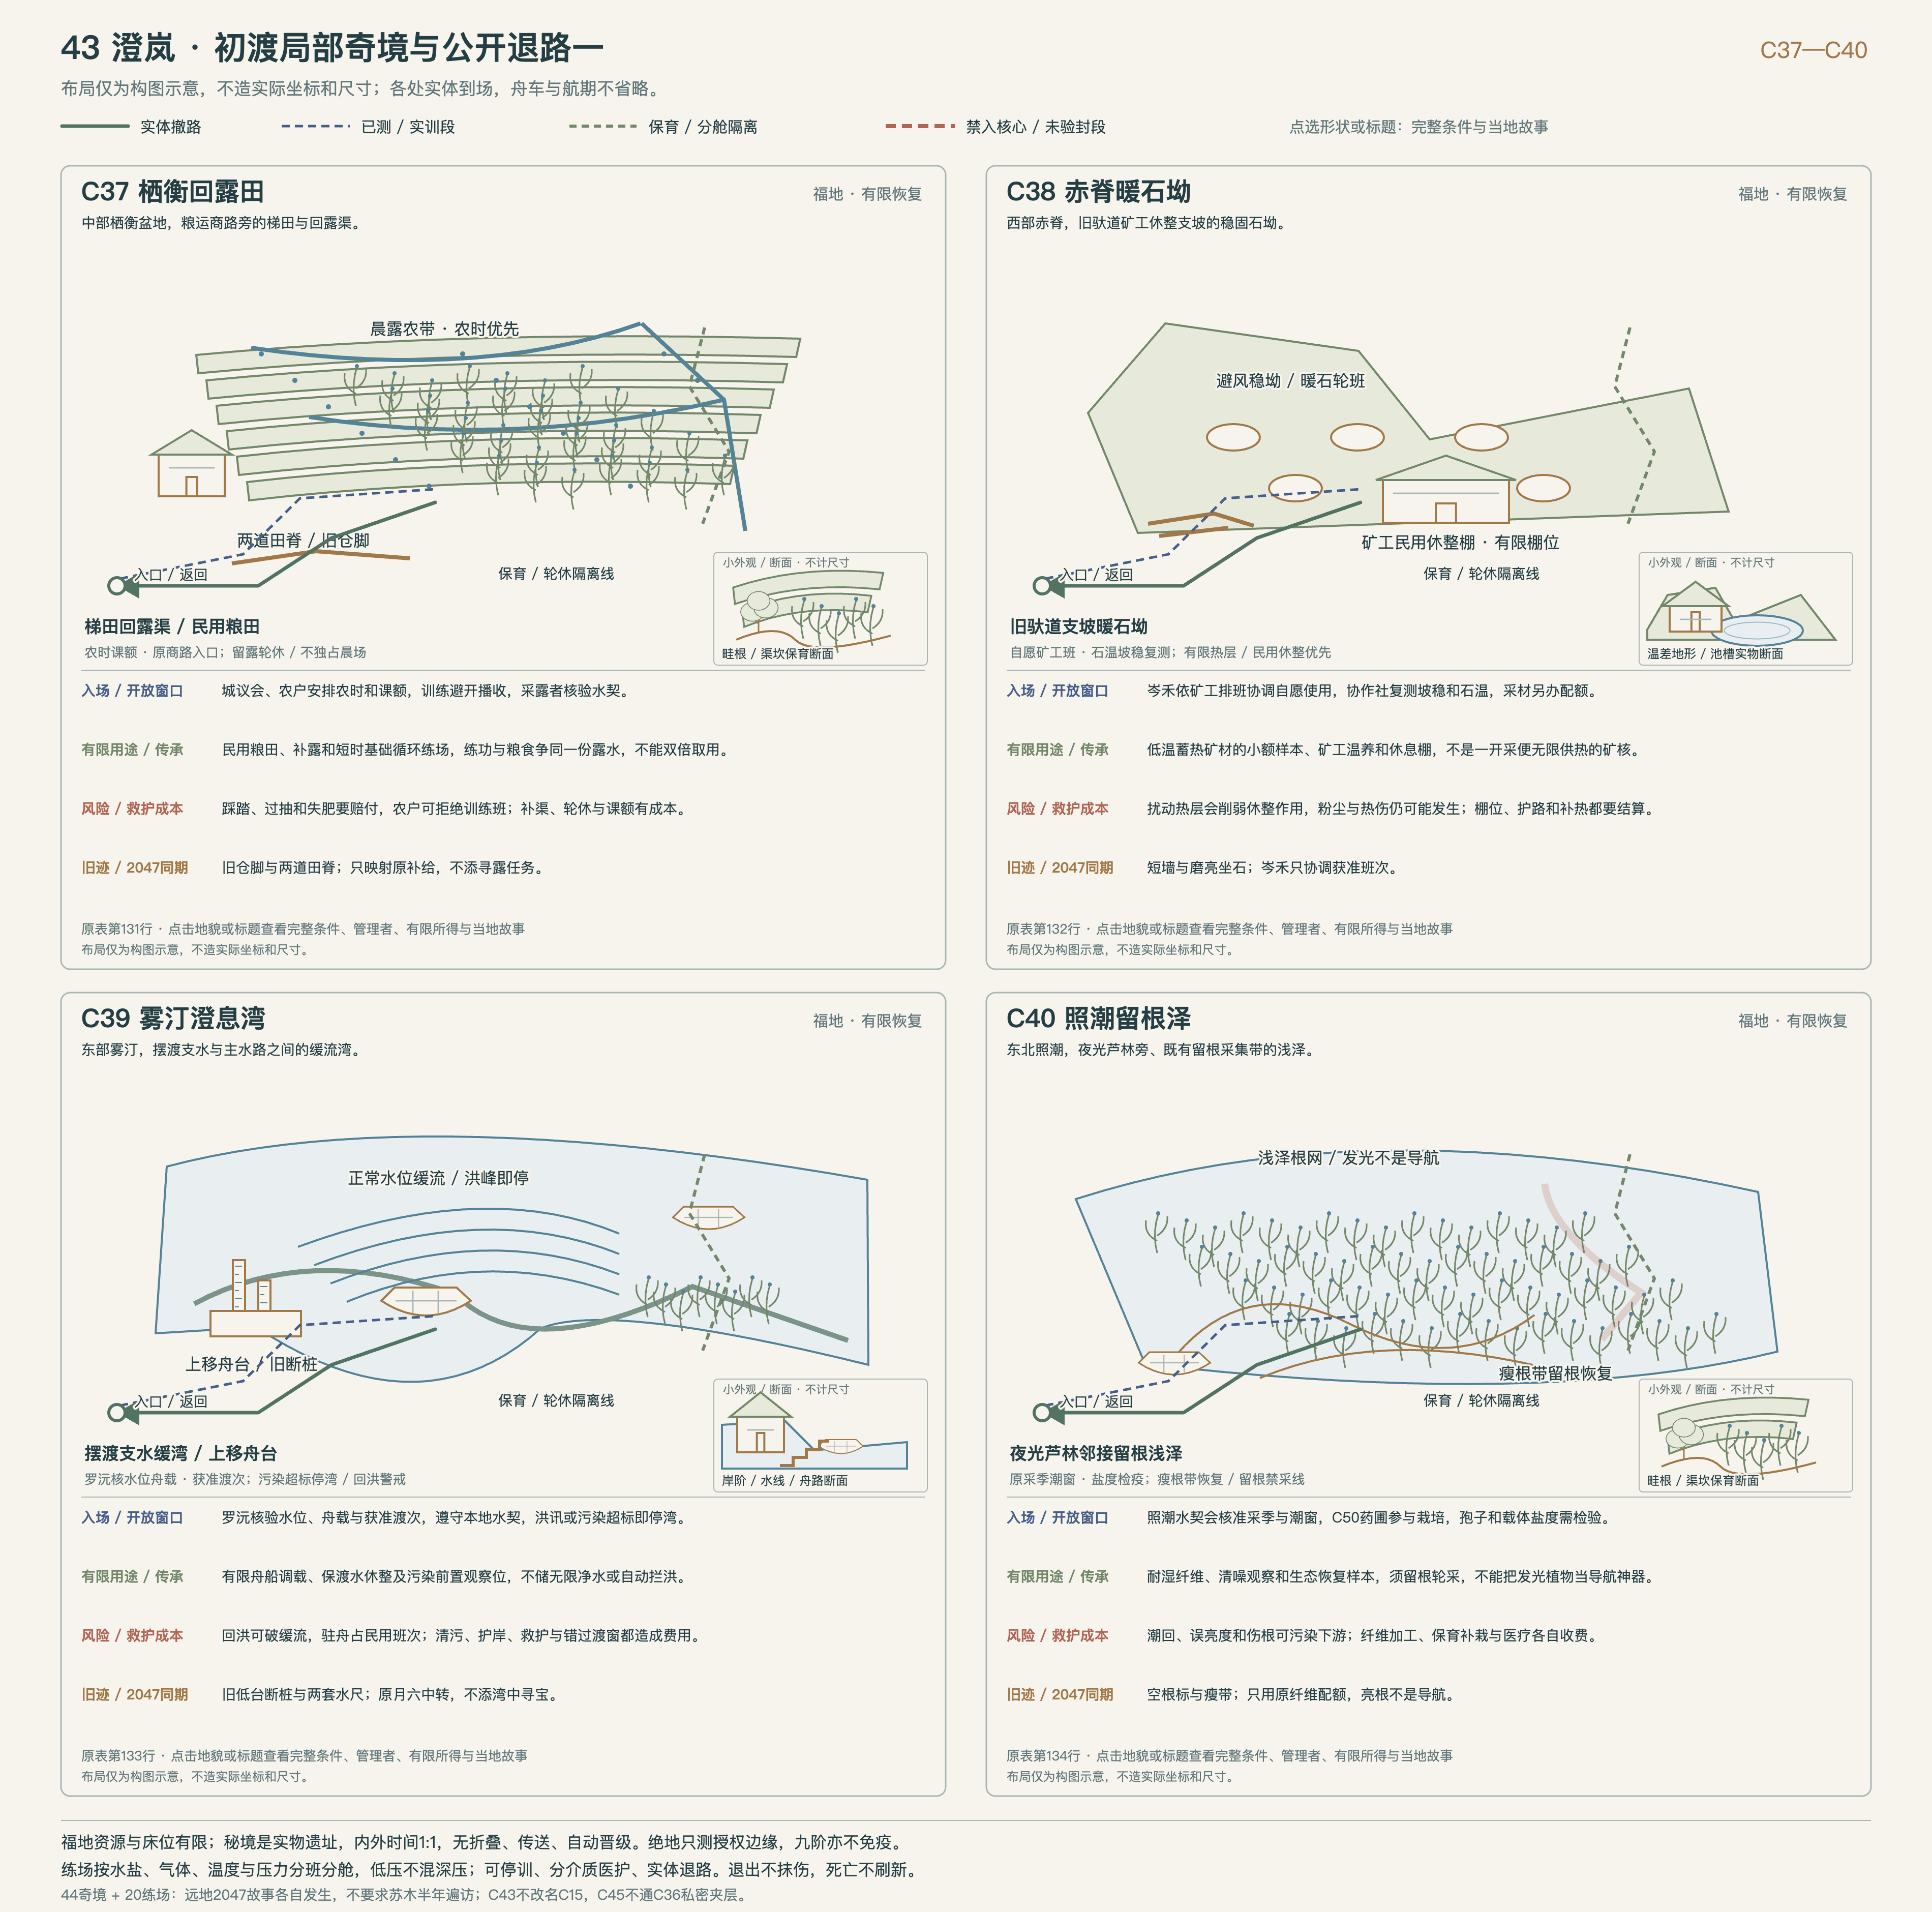 43 澄岚 · 初渡局部奇境与公开退路一
C37—C40
布局仅为构图示意，不造实际坐标和尺寸；各处实体到场，舟车与航期不省略。
实体撤路
已测 / 实训段
保育 / 分舱隔离
禁入核心 / 未验封段
点选形状或标题：完整条件与当地故事
C37 栖衡回露田
福地 · 有限恢复
中部栖衡盆地，粮运商路旁的梯田与回露渠。
晨露农带 · 农时优先
两道田脊 / 旧仓脚
入口 / 返回
保育 / 轮休隔离线
小外观 / 断面 · 不计尺寸
畦根 / 渠坎保育断面
梯田回露渠 / 民用粮田
农时课额 · 原商路入口；留露轮休 / 不独占晨场
入场 / 开放窗口
城议会、农户安排农时和课额，训练避开播收，采露者核验水契。
有限用途 / 传承
民用粮田、补露和短时基础循环练场，练功与粮食争同一份露水，不能双倍取用。
风险 / 救护成本
踩踏、过抽和失肥要赔付，农户可拒绝训练班；补渠、轮休与课额有成本。
旧迹 / 2047同期
旧仓脚与两道田脊；只映射原补给，不添寻露任务。
原表第131行 · 点击地貌或标题查看完整条件、管理者、有限所得与当地故事
布局仅为构图示意，不造实际坐标和尺寸。
C38 赤脊暖石坳
福地 · 有限恢复
西部赤脊，旧驮道矿工休整支坡的稳固石坳。
避风稳坳 / 暖石轮班
矿工民用休整棚 · 有限棚位
入口 / 返回
保育 / 轮休隔离线
小外观 / 断面 · 不计尺寸
温差地形 / 池槽实物断面
旧驮道支坡暖石坳
自愿矿工班 · 石温坡稳复测；有限热层 / 民用休整优先
入场 / 开放窗口
岑禾依矿工排班协调自愿使用，协作社复测坡稳和石温，采材另办配额。
有限用途 / 传承
低温蓄热矿材的小额样本、矿工温养和休息棚，不是一开采便无限供热的矿核。
风险 / 救护成本
扰动热层会削弱休整作用，粉尘与热伤仍可能发生；棚位、护路和补热都要结算。
旧迹 / 2047同期
短墙与磨亮坐石；岑禾只协调获准班次。
原表第132行 · 点击地貌或标题查看完整条件、管理者、有限所得与当地故事
布局仅为构图示意，不造实际坐标和尺寸。
C39 雾汀澄息湾
福地 · 有限恢复
东部雾汀，摆渡支水与主水路之间的缓流湾。
正常水位缓流 / 洪峰即停
上移舟台 / 旧断桩
入口 / 返回
保育 / 轮休隔离线
小外观 / 断面 · 不计尺寸
岸阶 / 水线 / 舟路断面
摆渡支水缓湾 / 上移舟台
罗沅核水位舟载 · 获准渡次；污染超标停湾 / 回洪警戒
入场 / 开放窗口
罗沅核验水位、舟载与获准渡次，遵守本地水契，洪讯或污染超标即停湾。
有限用途 / 传承
有限舟船调载、保渡水休整及污染前置观察位，不储无限净水或自动拦洪。
风险 / 救护成本
回洪可破缓流，驻舟占民用班次；清污、护岸、救护与错过渡窗都造成费用。
旧迹 / 2047同期
旧低台断桩与两套水尺；原月六中转，不添湾中寻宝。
原表第133行 · 点击地貌或标题查看完整条件、管理者、有限所得与当地故事
布局仅为构图示意，不造实际坐标和尺寸。
C40 照潮留根泽
福地 · 有限恢复
东北照潮，夜光芦林旁、既有留根采集带的浅泽。
浅泽根网 / 发光不是导航
瘦根带留根恢复
入口 / 返回
保育 / 轮休隔离线
小外观 / 断面 · 不计尺寸
畦根 / 渠坎保育断面
夜光芦林邻接留根浅泽
原采季潮窗 · 盐度检疫；瘦根带恢复 / 留根禁采线
入场 / 开放窗口
照潮水契会核准采季与潮窗，C50药圃参与栽培，孢子和载体盐度需检验。
有限用途 / 传承
耐湿纤维、清噪观察和生态恢复样本，须留根轮采，不能把发光植物当导航神器。
风险 / 救护成本
潮回、误亮度和伤根可污染下游；纤维加工、保育补栽与医疗各自收费。
旧迹 / 2047同期
空根标与瘦带；只用原纤维配额，亮根不是导航。
原表第134行 · 点击地貌或标题查看完整条件、管理者、有限所得与当地故事
布局仅为构图示意，不造实际坐标和尺寸。
福地资源与床位有限；秘境是实物遗址，内外时间1:1，无折叠、传送、自动晋级。绝地只测授权边缘，九阶亦不免疫。
练场按水盐、气体、温度与压力分班分舱，低压不混深压；可停训、分介质医护、实体退路。退出不抹伤，死亡不刷新。
44奇境 + 20练场：远地2047故事各自发生，不要求苏木半年遍访；C43不改名C15，C45不通C36私密夹层。